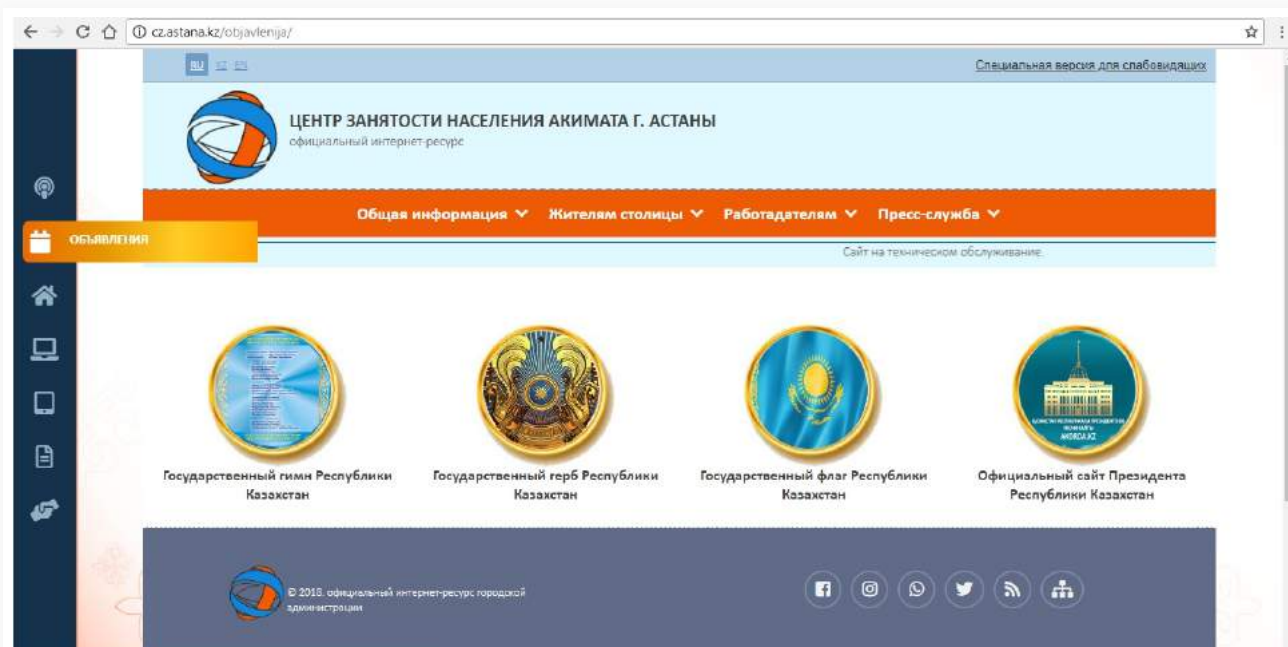 cz.astana.kz/objavlenija/
RU KZ EN
Специальная версия для слабовидящих
ЦЕНТР ЗАНЯТОСТИ НАСЕЛЕНИЯ АКИМАТА Г. АСТАНЫ
официальный интернет-ресурс
Общая информация Жителям столицы Работадателям Пресс-служба
ОБЪЯВЛЕНИЯ
Сайт на техническом обслуживание.
AKORDA.KZ
Государственный гимн Республики
Казахстан
Государственный герб Республики
Казахстан
Государственный флаг Республики
Казахстан
Официальный сайт Президента
Республики Казахстан
© 2018. официальный интернет-ресурс городской
администрации